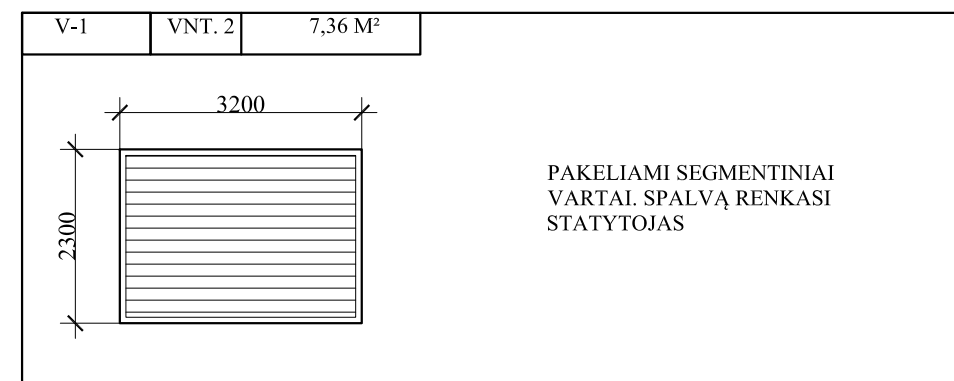 V-1 VNT. 2 7,36 M²
3200
2300
PAKELIAMI SEGMENTINIAI
VARTAI. SPALVĄ RENKASI
STATYTOJAS